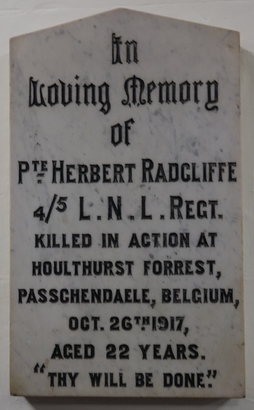 In
Loving Memory
of
PTE HERBERT RADCLIFFE
4/5 L.N.L. REGT.
KILLED IN ACTION AT
HOULTHURST FORREST,
PASSCHENDAELE, BELGIUM,
OCT. 26TH 1917,
AGED 22 YEARS.
"THY WILL BE DONE."